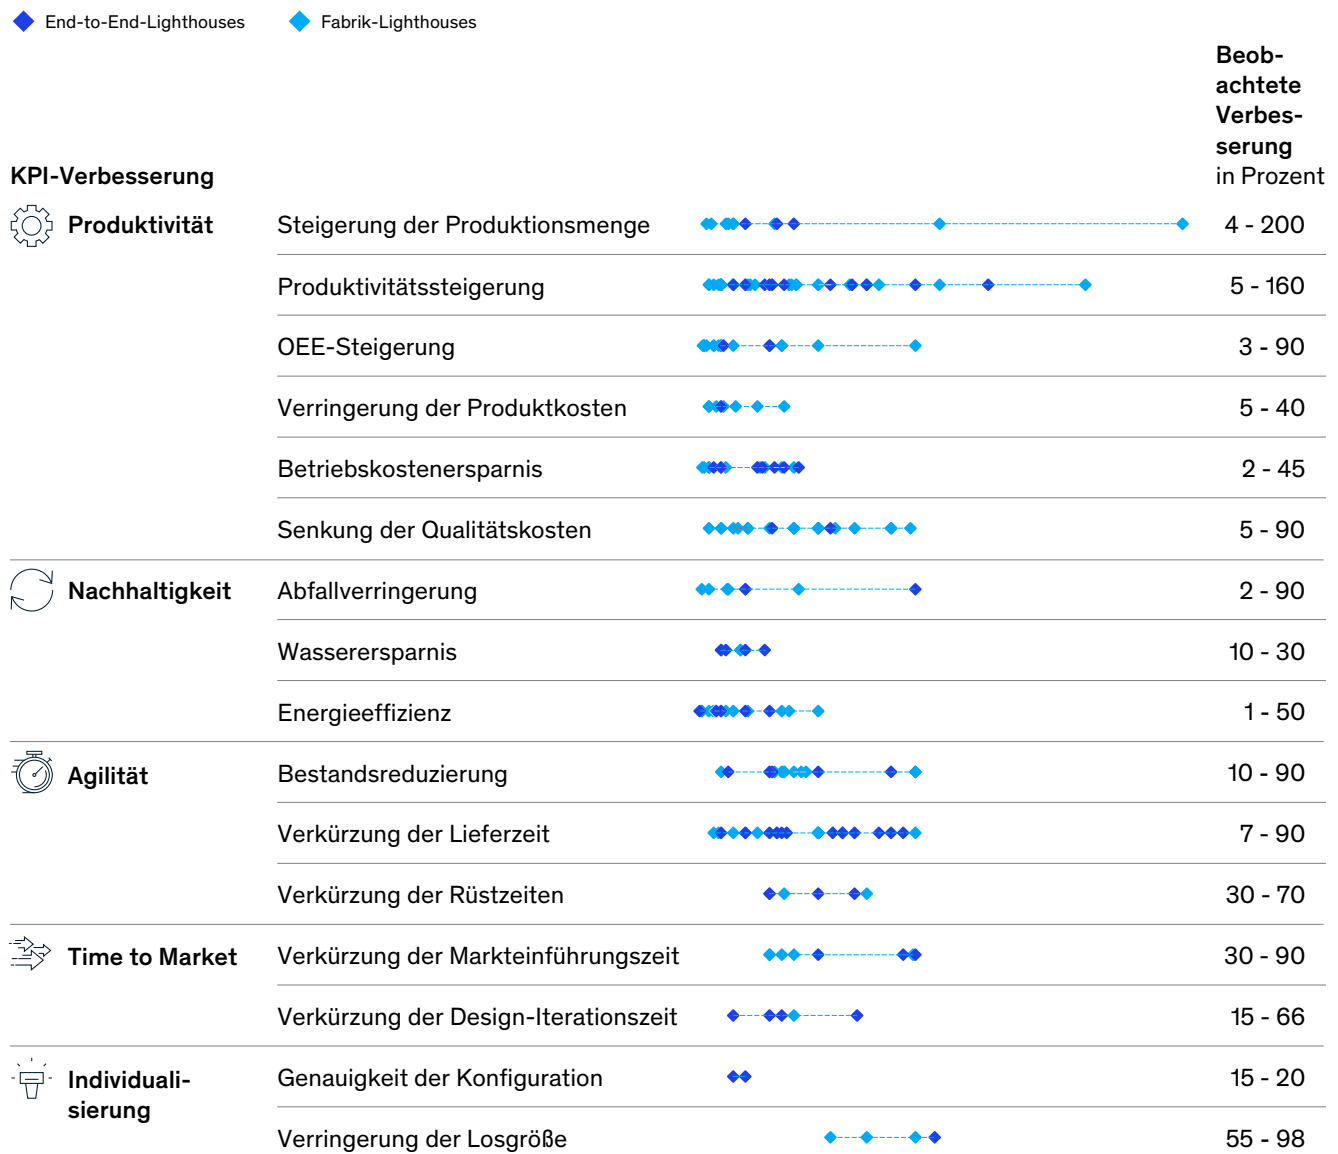 End-to-End-Lighthouses
Fabrik-Lighthouses
Beob-
achtete
Verbes-
serung
in Prozent
KPI-Verbesserung
Produktivität
Steigerung der Produktionsmenge
4 - 200
Produktivitätssteigerung
5 - 160
OEE-Steigerung
3 - 90
Verringerung der Produktkosten
5 - 40
Betriebskostenersparnis
2 - 45
Senkung der Qualitätskosten
5 - 90
Nachhaltigkeit
Abfallverringerung
2 - 90
Wasserersparnis
10 - 30
Energieeffizienz
1 - 50
Agilität
Bestandsreduzierung
10 - 90
Verkürzung der Lieferzeit
7 - 90
Verkürzung der Rüstzeiten
30 - 70
Time to Market
Verkürzung der Markteinführungszeit
30 - 90
Verkürzung der Design-Iterationszeit
15 - 66
Individuali-
sierung
Genauigkeit der Konfiguration
15 - 20
Verringerung der Losgröße
55 - 98